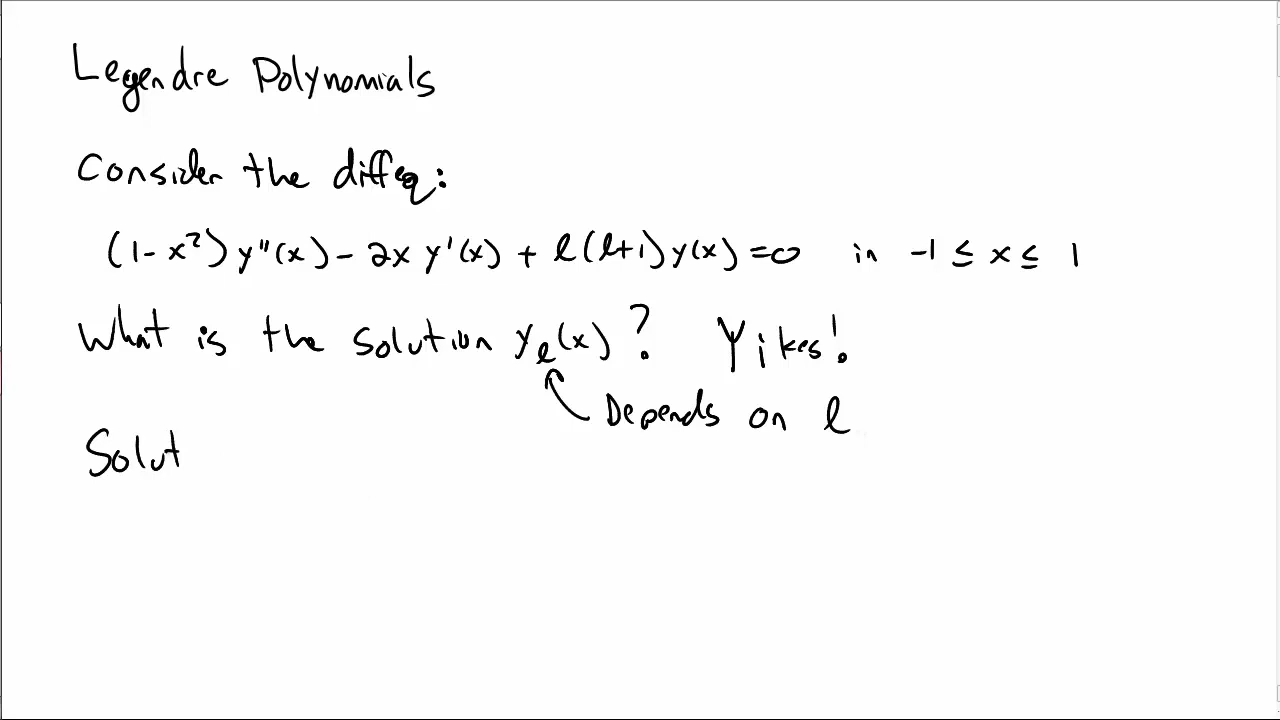 Legendre Polynomials
Consider the diffeq:
(1-x²) y''(x) - 2x y'(x) + l(l+1) y(x) = 0 in -1 ≤ x ≤ 1
What is the solution yₗ(x)? Yikes!
Depends on l
Solut